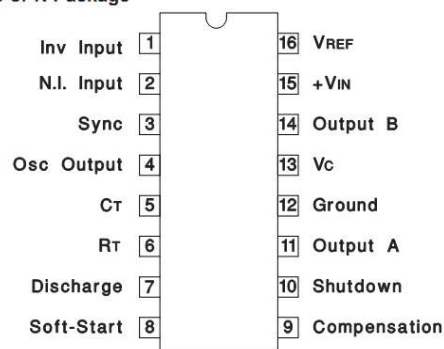 N Package
Inv Input 1
N.I. Input 2
Sync 3
Osc Output 4
CT 5
RT 6
Discharge 7
Soft-Start 8
16 VREF
15 +VIN
14 Output B
13 VC
12 Ground
11 Output A
10 Shutdown
9 Compensation